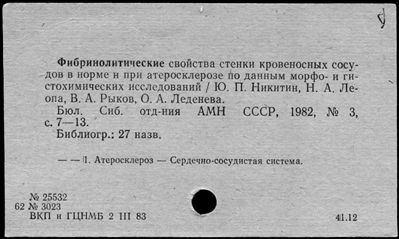 Фибринолитические свойства стенки кровеносных сосу-
дов в норме и при атеросклерозе по данным морфо- и ги-
стохимических исследований / Ю. П. Никитин, Н. А. Ле-
опа, В. А. Рыков, О. А. Леденева.
Бюл. Сиб. отд-ния АМН СССР, 1982, № 3,
с. 7—13.
Библиогр.: 27 назв.
— — 1. Атеросклероз — Сердечно-сосудистая система.
№ 25532
62 № 3023
ВКП и ГЦНМБ 2 III 83
41.12